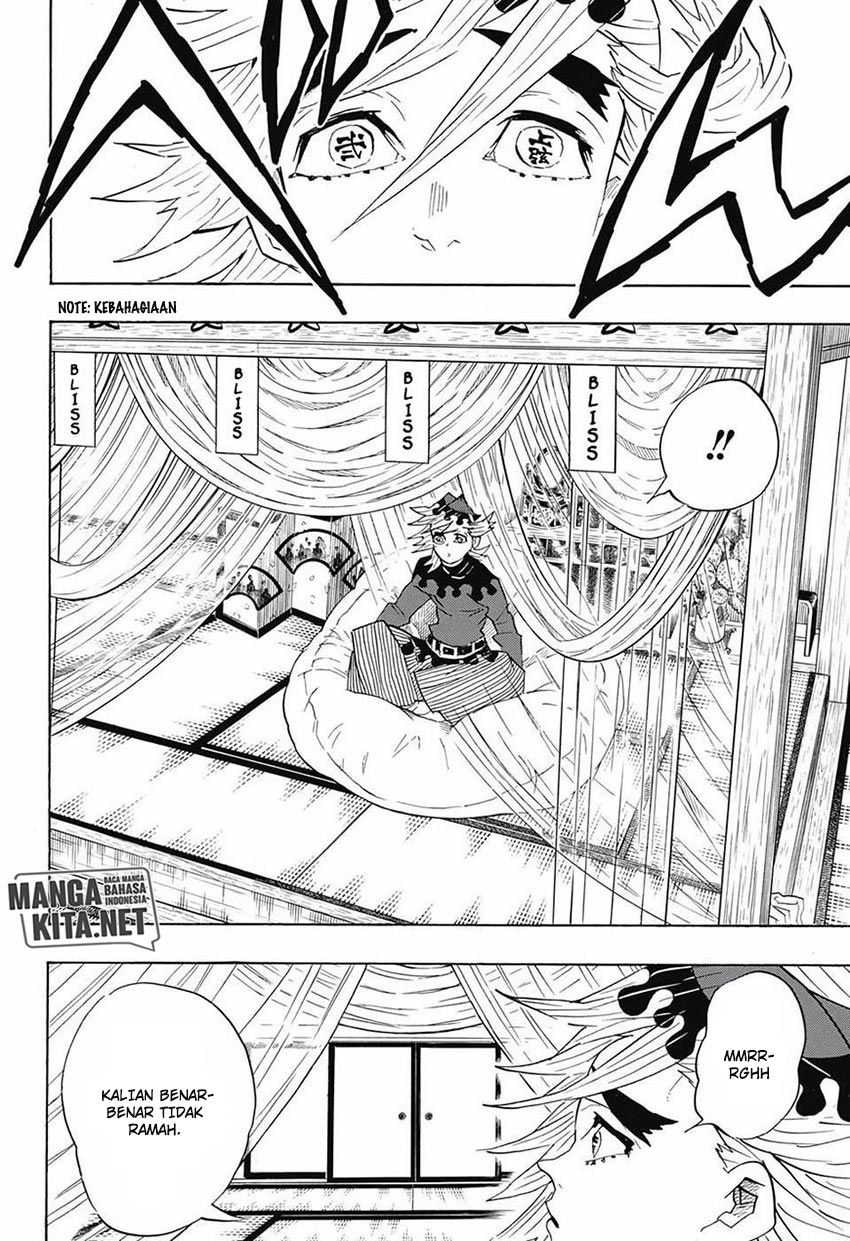 弐
上弦
NOTE: KEBAHAGIAAN
BLISS
BLISS
BLISS
BLISS
!!
MANGA
KITA.NET
BACA MANGA
BAHASA
INDONESIA
MMRR-
RGHH
KALIAN BENAR-
BENAR TIDAK
RAMAH.